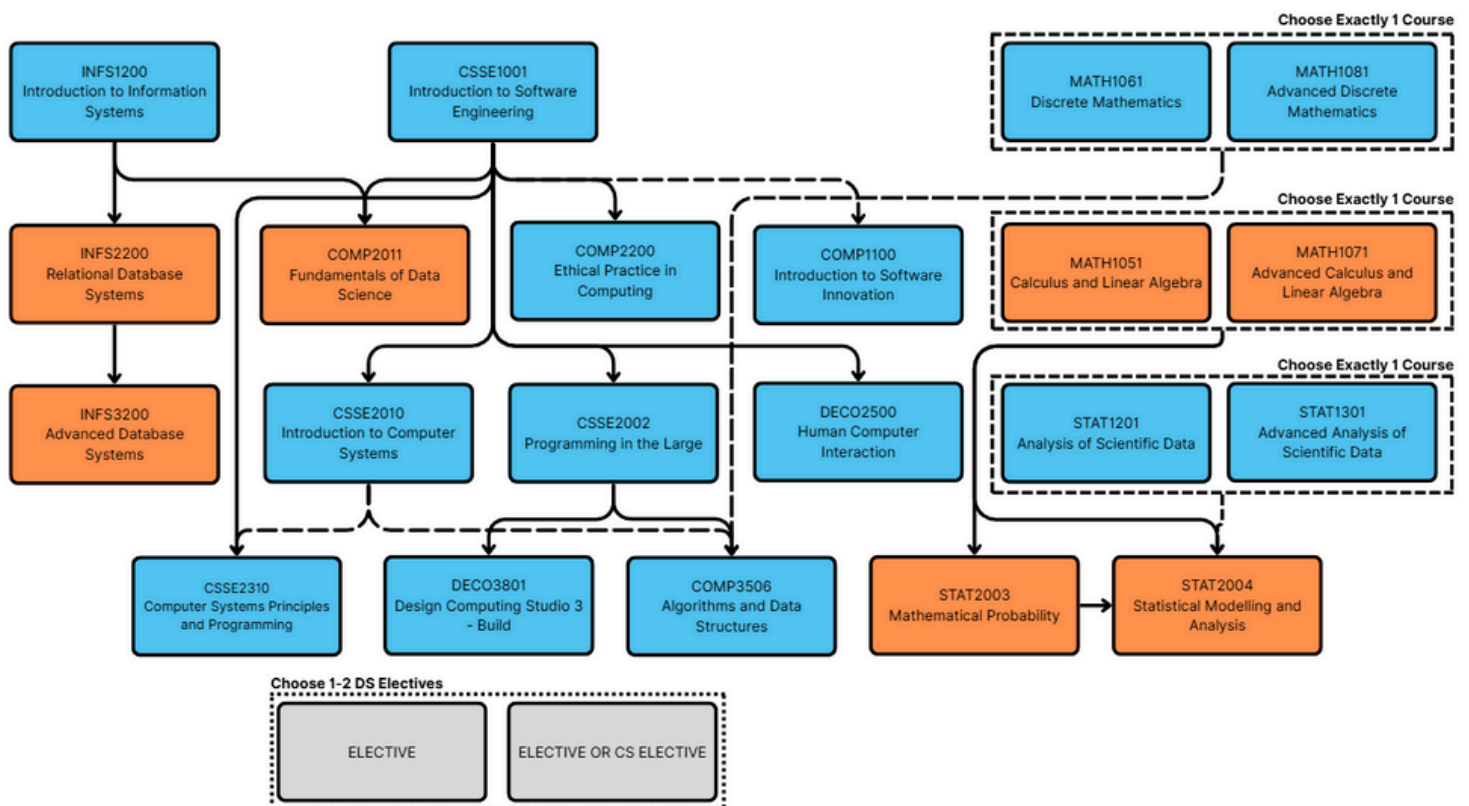 Choose Exactly 1 Course
INFS1200
Introduction to Information
Systems
CSSE1001
Introduction to Software
Engineering
MATH1061
Discrete Mathematics
MATH1081
Advanced Discrete
Mathematics
Choose Exactly 1 Course
INFS2200
Relational Database
Systems
COMP2011
Fundamentals of Data
Science
COMP2200
Ethical Practice in
Computing
COMP1100
Introduction to Software
Innovation
MATH1051
Calculus and Linear Algebra
MATH1071
Advanced Calculus and
Linear Algebra
Choose Exactly 1 Course
INFS3200
Advanced Database
Systems
CSSE2010
Introduction to Computer
Systems
CSSE2002
Programming in the Large
DECO2500
Human Computer
Interaction
STAT1201
Analysis of Scientific Data
STAT1301
Advanced Analysis of
Scientific Data
CSSE2310
Computer Systems Principles
and Programming
DECO3801
Design Computing Studio 3
- Build
COMP3506
Algorithms and Data
Structures
STAT2003
Mathematical Probability
STAT2004
Statistical Modelling and
Analysis
Choose 1-2 DS Electives
ELECTIVE
ELECTIVE OR CS ELECTIVE